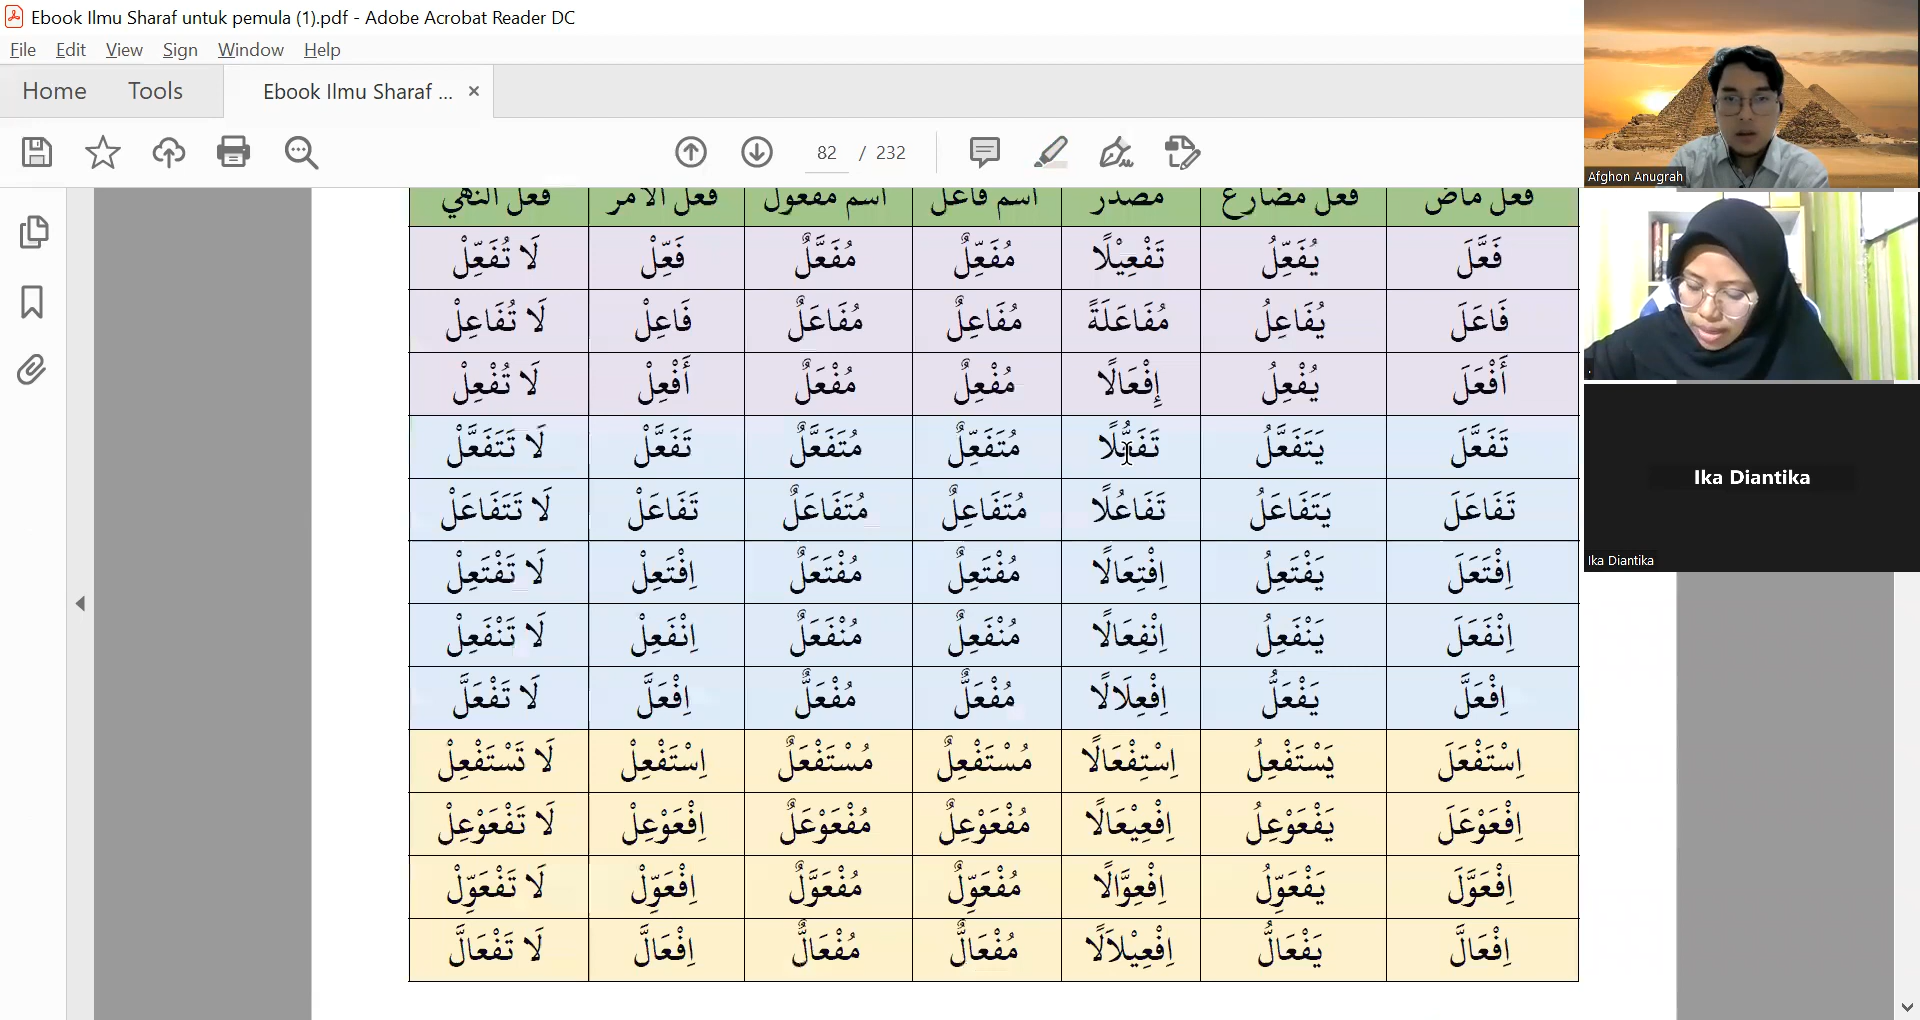 Ebook Ilmu Sharaf untuk pemula (1).pdf - Adobe Acrobat Reader DC
File Edit View Sign Window Help
Home Tools Ebook Ilmu Sharaf ... ×
82 / 232
فعل ماض فعل مضارع مصدر اسم فاعل اسم مفعول فعل الأمر فعل النهي
فَعَّلَ يُفَعِّلُ تَفْعِيْلًا مُفَعِّلٌ مُفَعَّلٌ فَعِّلْ لَا تُفَعِّلْ
فَاعَلَ يُفَاعِلُ مُفَاعَلَةً مُفَاعِلٌ مُفَاعَلٌ فَاعِلْ لَا تُفَاعِلْ
أَفْعَلَ يُفْعِلُ إِفْعَالًا مُفْعِلٌ مُفْعَلٌ أَفْعِلْ لَا تُفْعِلْ
تَفَعَّلَ يَتَفَعَّلُ تَفَعُّلًا مُتَفَعِّلٌ مُتَفَعَّلٌ تَفَعَّلْ لَا تَتَفَعَّلْ
تَفَاعَلَ يَتَفَاعَلُ تَفَاعُلًا مُتَفَاعِلٌ مُتَفَاعَلٌ تَفَاعَلْ لَا تَتَفَاعَلْ
اِفْتَعَلَ يَفْتَعِلُ اِفْتِعَالًا مُفْتَعِلٌ مُفْتَعَلٌ اِفْتَعِلْ لَا تَفْتَعِلْ
اِنْفَعَلَ يَنْفَعِلُ اِنْفِعَالًا مُنْفَعِلٌ مُنْفَعَلٌ اِنْفَعِلْ لَا تَنْفَعِلْ
اِفْعَلَّ يَفْعَلُّ اِفْعِلَالًا مُفْعَلٌّ مُفْعَلٌّ اِفْعَلَّ لَا تَفْعَلَّ
اِسْتَفْعَلَ يَسْتَفْعِلُ اِسْتِفْعَالًا مُسْتَفْعِلٌ مُسْتَفْعَلٌ اِسْتَفْعِلْ لَا تَسْتَفْعِلْ
اِفْعَوْعَلَ يَفْعَوْعِلُ اِفْعِيْعَالًا مُفْعَوْعِلٌ مُفْعَوْعَلٌ اِفْعَوْعِلْ لَا تَفْعَوْعِلْ
اِفْعَوَّلَ يَفْعَوِّلُ اِفْعِوَّالًا مُفْعَوِّلٌ مُفْعَوَّلٌ اِفْعَوِّلْ لَا تَفْعَوِّلْ
اِفْعَالَّ يَفْعَالُّ اِفْعِيْلَالًا مُفْعَالٌّ مُفْعَالٌّ اِفْعَالَّ لَا تَفْعَالَّ
Afghon Anugrah
Ika Diantika
Ika Diantika